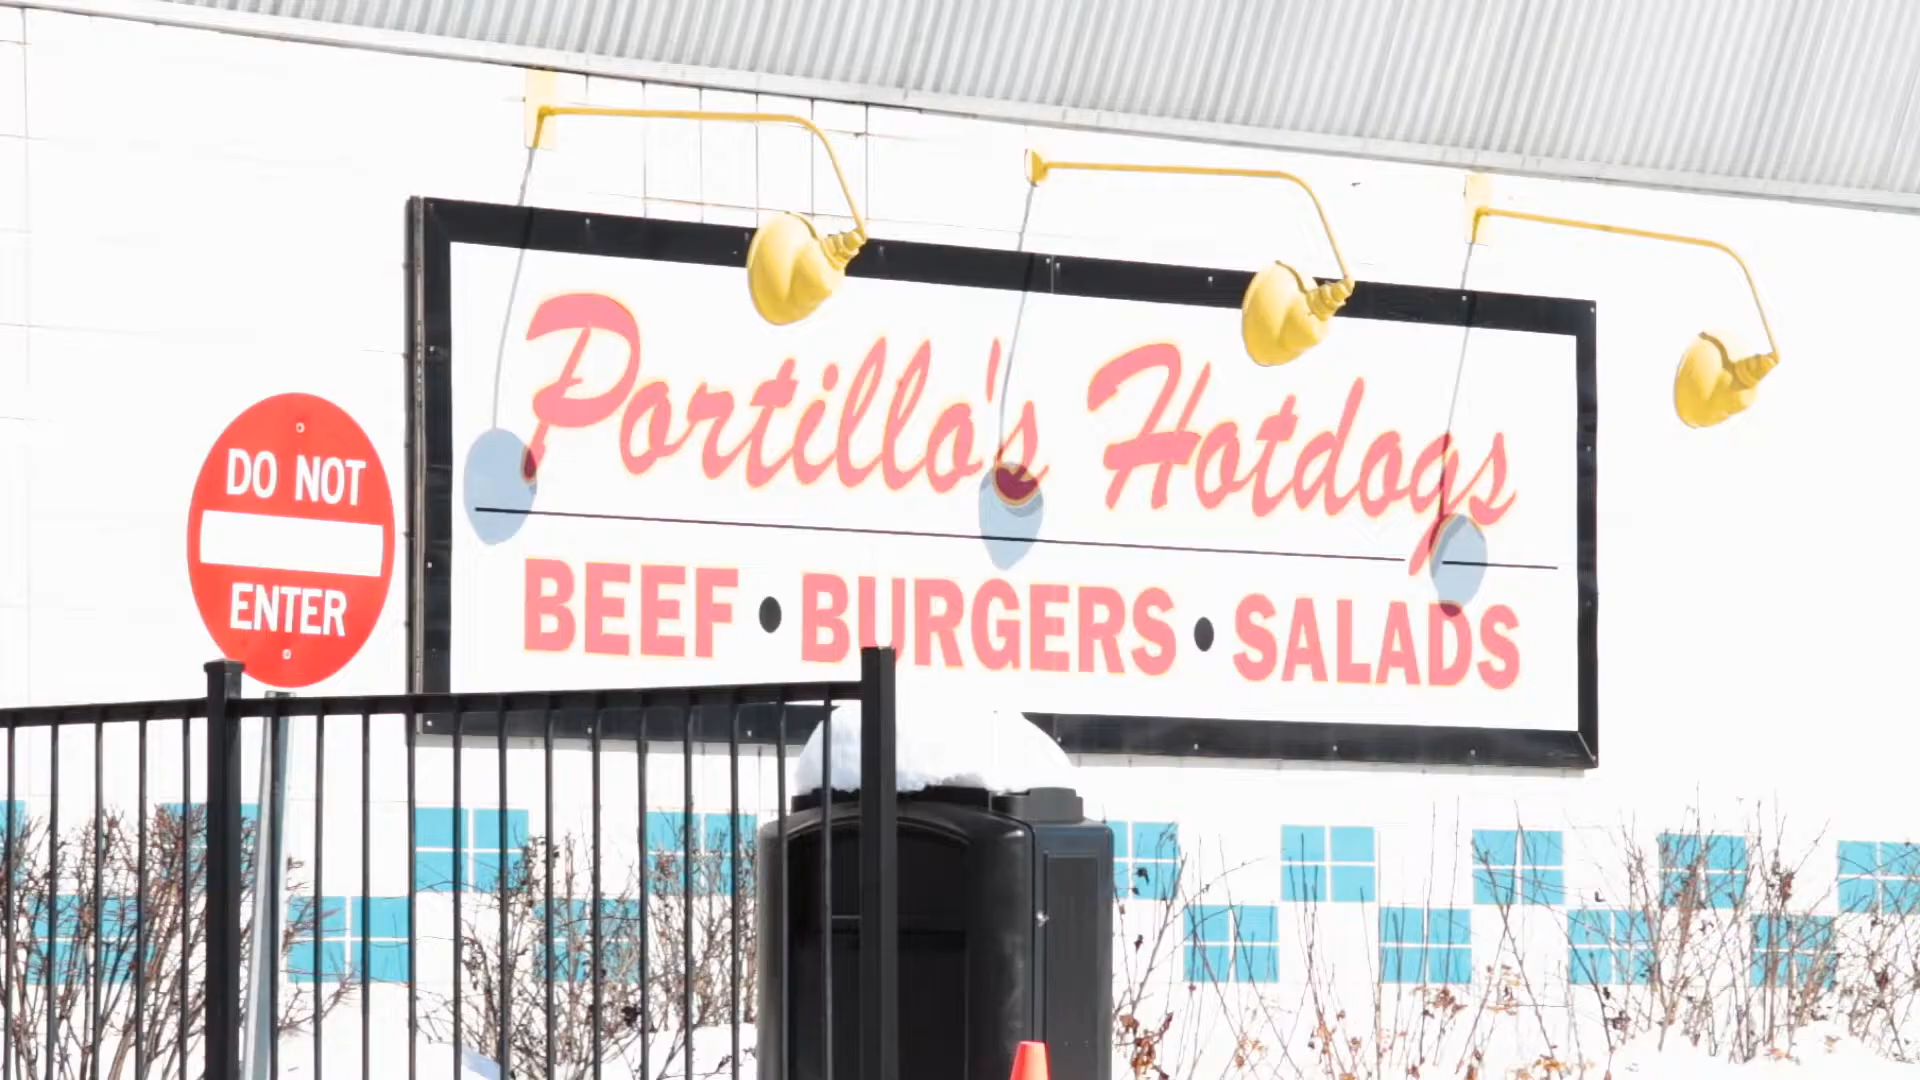 Portillo's Hotdogs
BEEF • BURGERS • SALADS
DO NOT
ENTER